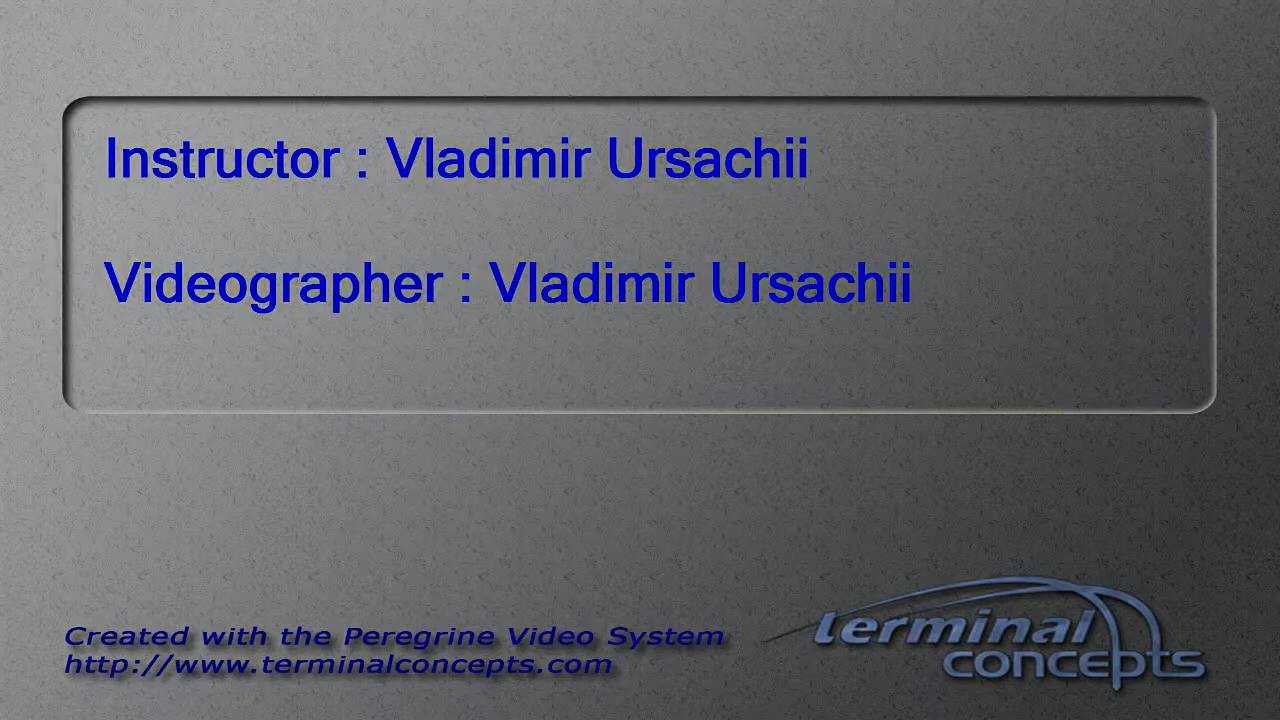 Instructor : Vladimir Ursachii
Videographer : Vladimir Ursachii
Created with the Peregrine Video System
http://www.terminalconcepts.com
terminal
concepts